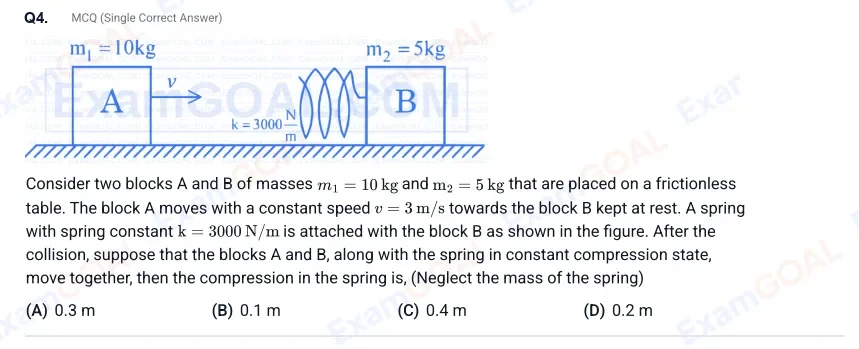 Q4. MCQ (Single Correct Answer)
m₁ = 10kg
m₂ = 5kg
v
A
B
k = 3000 N/m
ExamGOAL.COM
Consider two blocks A and B of masses m₁ = 10 kg and m₂ = 5 kg that are placed on a frictionless
table. The block A moves with a constant speed v = 3 m/s towards the block B kept at rest. A spring
with spring constant k = 3000 N/m is attached with the block B as shown in the figure. After the
collision, suppose that the blocks A and B, along with the spring in constant compression state,
move together, then the compression in the spring is, (Neglect the mass of the spring)
(A) 0.3 m (B) 0.1 m (C) 0.4 m (D) 0.2 m
ExamGOAL